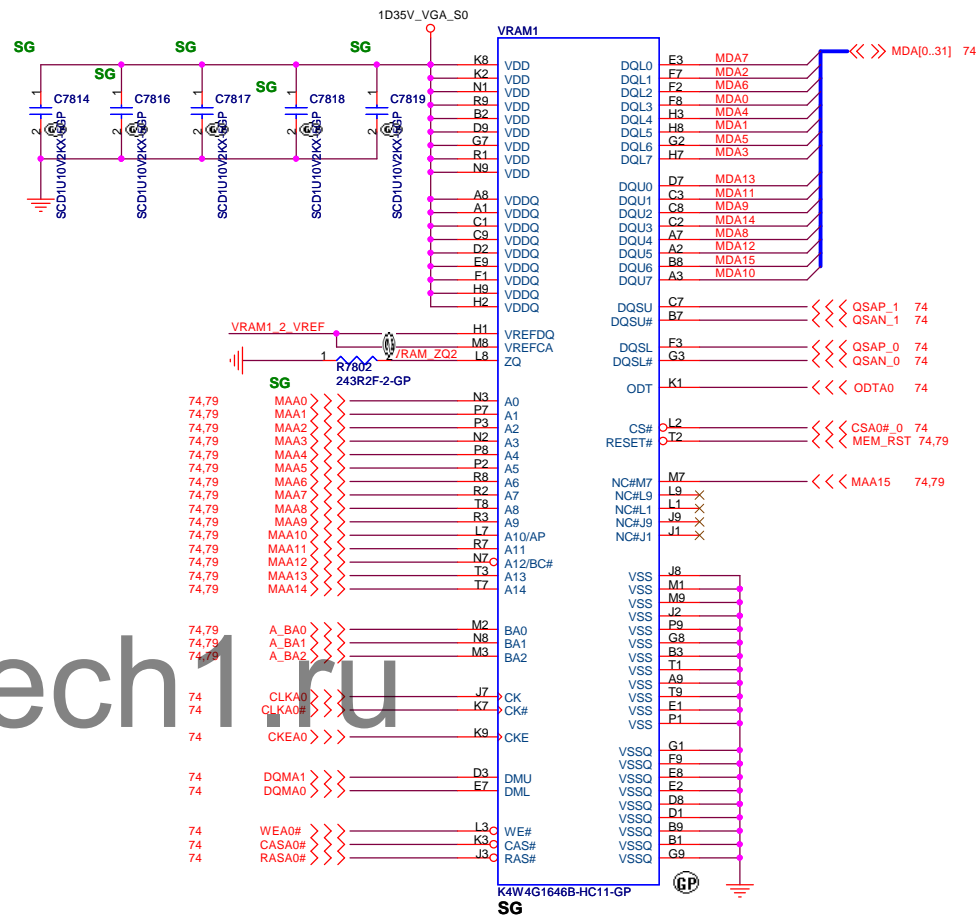 1D35V_VGA_S0
SG SG SG SG SG
1 C7814
2
SCD1U10V2KX-
1 C7816
2
SCD1U10V2KX-
1 C7817
2
SCD1U10V2KX-
1 C7818
2
SCD1U10V2KX-
1 C7819
2
SCD1U10V2KX-
VRAM1
K8 VDD
K2 VDD
N1 VDD
R9 VDD
B2 VDD
D9 VDD
G7 VDD
R1 VDD
N9 VDD
A8 VDDQ
A1 VDDQ
C1 VDDQ
C9 VDDQ
D2 VDDQ
E9 VDDQ
F1 VDDQ
H9 VDDQ
H2 VDDQ
VRAM1_2_VREF
H1 VREFDQ
M8 VREFCA
1 2 /RAM_ZQ2 L8 ZQ
R7802
243R2F-2-GP
SG
74,79 MAA0 N3 A0
74,79 MAA1 P7 A1
74,79 MAA2 P3 A2
74,79 MAA3 N2 A3
74,79 MAA4 P8 A4
74,79 MAA5 P2 A5
74,79 MAA6 R8 A6
74,79 MAA7 R2 A7
74,79 MAA8 T8 A8
74,79 MAA9 R3 A9
74,79 MAA10 L7 A10/AP
74,79 MAA11 R7 A11
74,79 MAA12 N7 A12/BC#
74,79 MAA13 T3 A13
74,79 MAA14 T7 A14
74,79 A_BA0 M2 BA0
74,79 A_BA1 N8 BA1
74,79 A_BA2 M3 BA2
74 CLKA0 J7 CK
74 CLKA0# K7 CK#
74 CKEA0 K9 CKE
74 DQMA1 D3 DMU
74 DQMA0 E7 DML
74 WEA0# L3 WE#
74 CASA0# K3 CAS#
74 RASA0# J3 RAS#
MDA[0..31] 74
DQL0 E3 MDA7
DQL1 F7 MDA2
DQL2 F2 MDA6
DQL3 F8 MDA0
DQL4 H3 MDA4
DQL5 H8 MDA1
DQL6 G2 MDA5
DQL7 H7 MDA3
DQU0 D7 MDA13
DQU1 C3 MDA11
DQU2 C8 MDA9
DQU3 C2 MDA14
DQU4 A7 MDA8
DQU5 A2 MDA12
DQU6 B8 MDA15
DQU7 A3 MDA10
DQSU C7 QSAP_1 74
DQSU# B7 QSAN_1 74
DQSL F3 QSAP_0 74
DQSL# G3 QSAN_0 74
ODT K1 ODTA0 74
CS# L2 CSA0#_0 74
RESET# T2 MEM_RST 74,79
NC#M7 M7 MAA15 74,79
NC#L9 L9
NC#L1 L1
NC#J9 J9
NC#J1 J1
VSS J8
VSS M1
VSS M9
VSS J2
VSS P9
VSS G8
VSS B3
VSS T1
VSS A9
VSS T9
VSS E1
VSS P1
VSSQ G1
VSSQ F9
VSSQ E8
VSSQ E2
VSSQ D8
VSSQ D1
VSSQ B9
VSSQ B1
VSSQ G9
K4W4G1646B-HC11-GP
SG
GP
ech1.ru